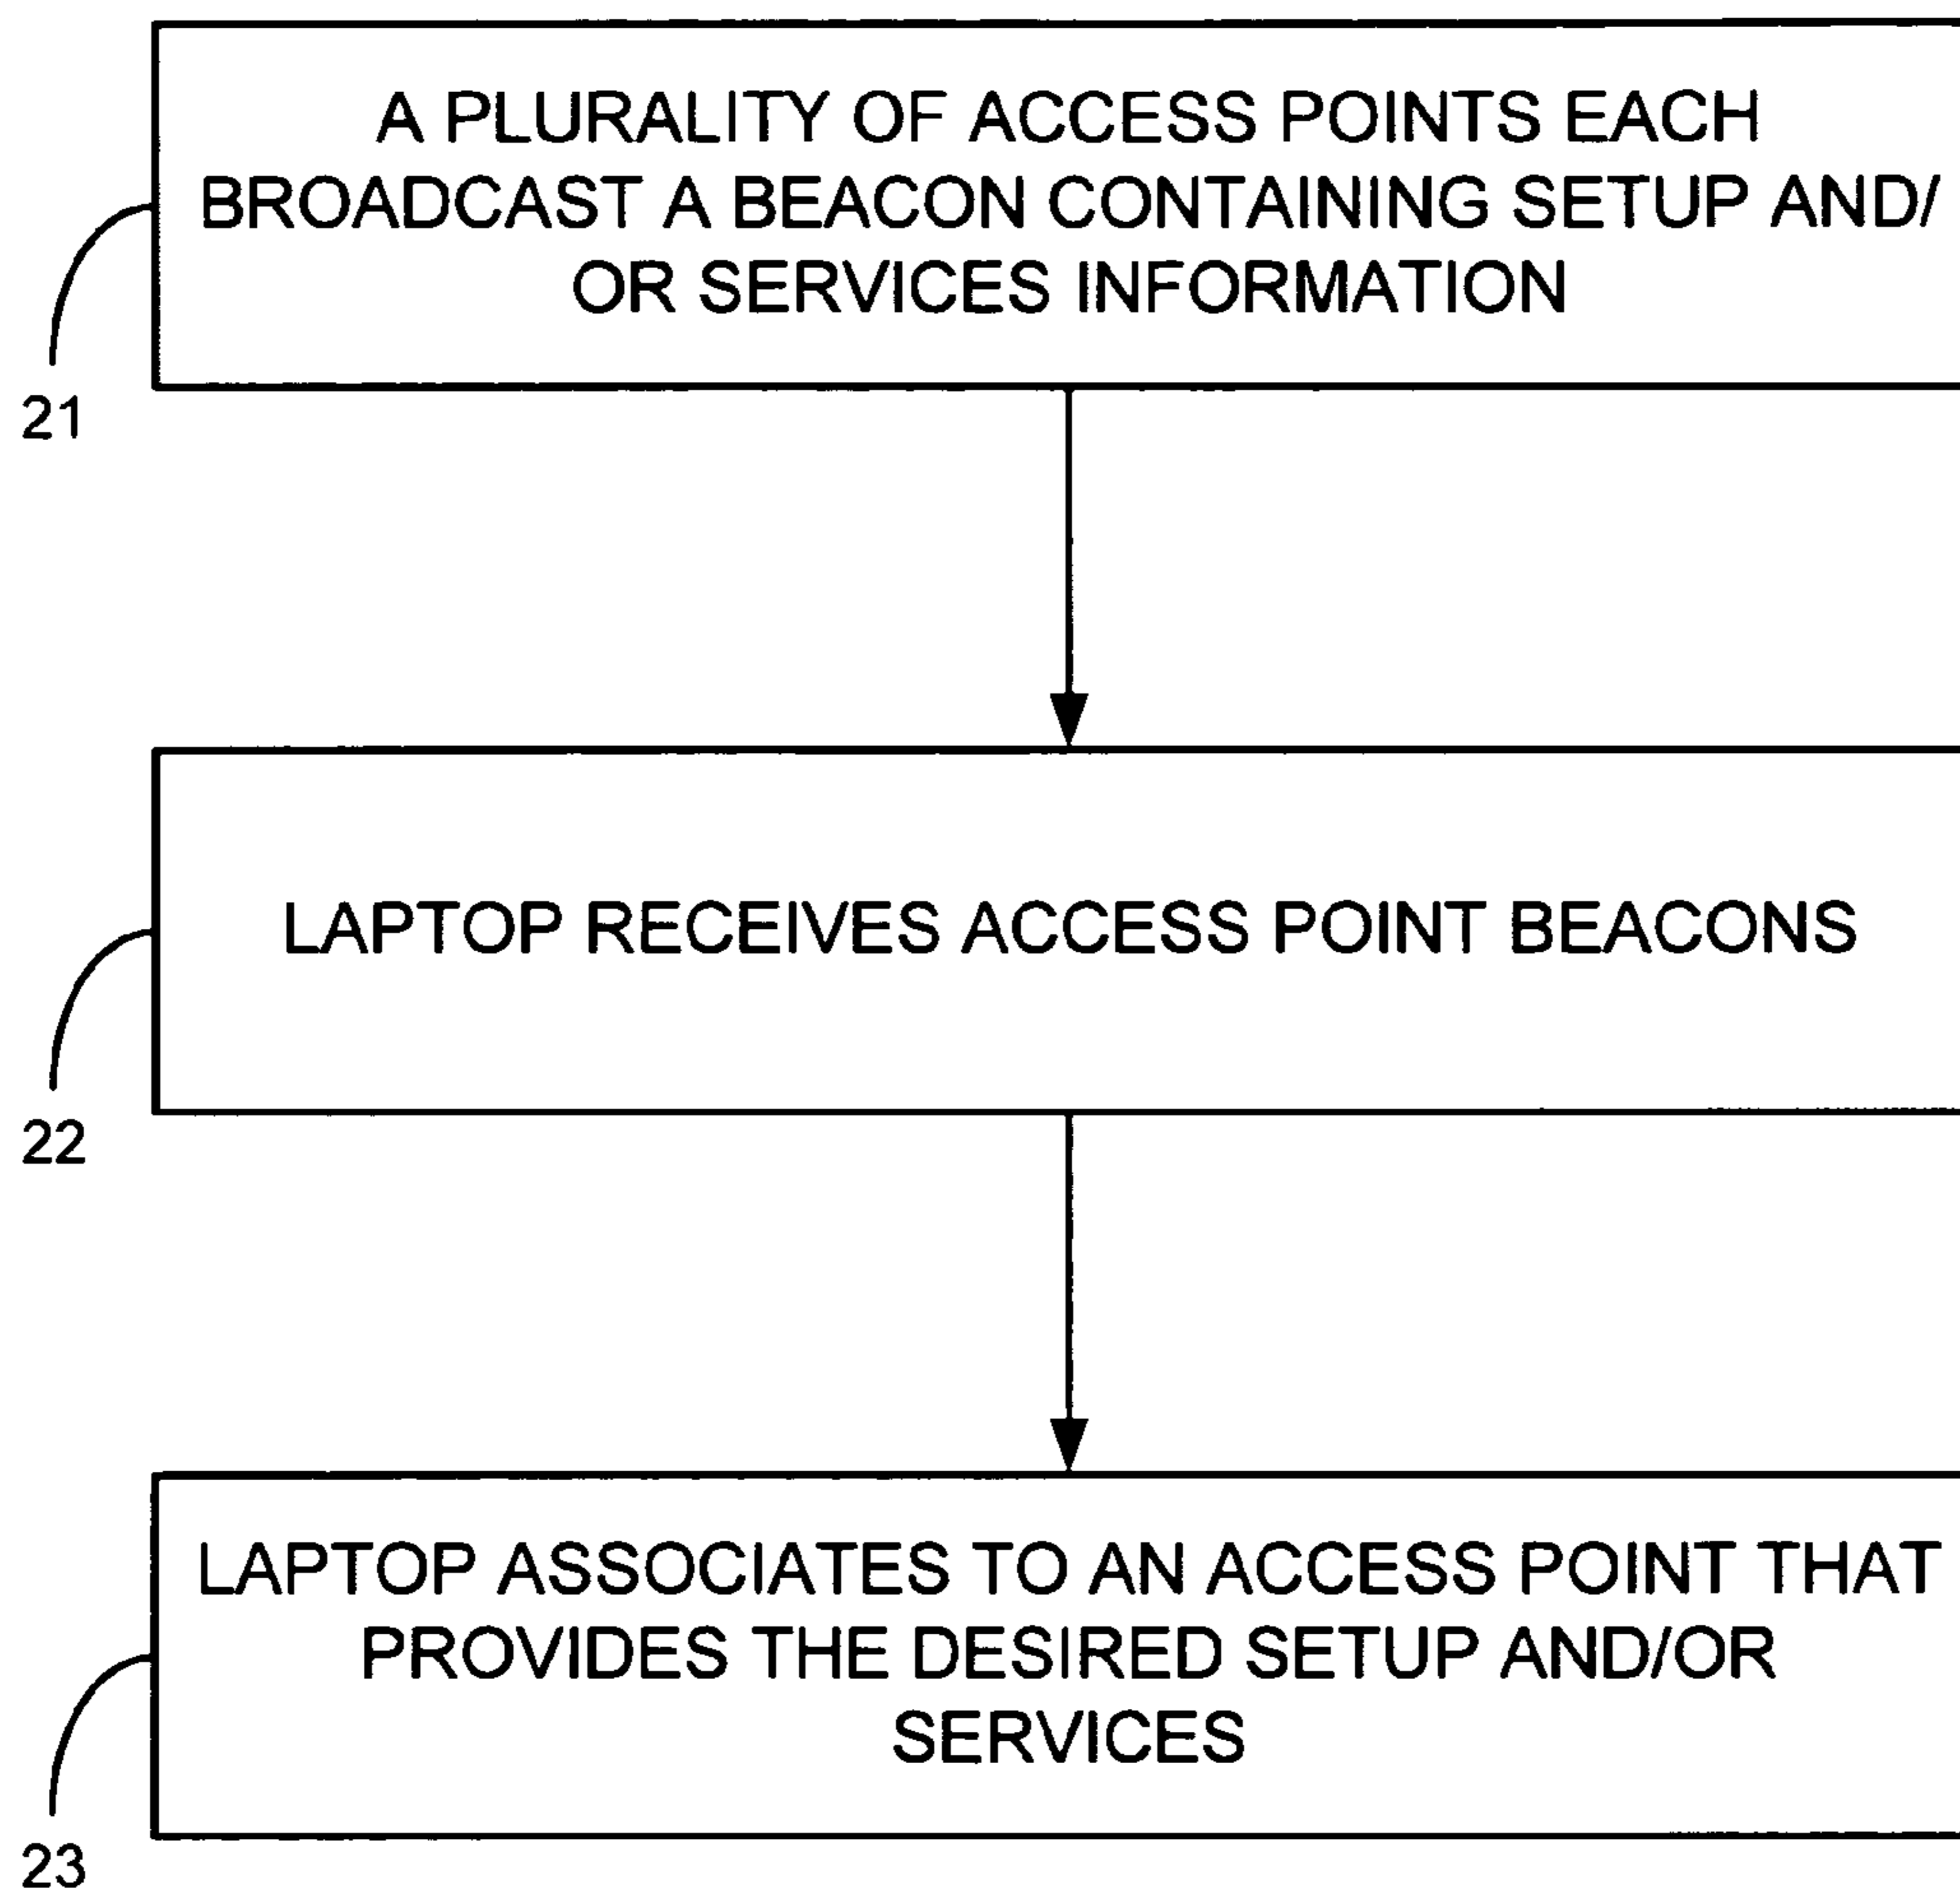 A PLURALITY OF ACCESS POINTS EACH
BROADCAST A BEACON CONTAINING SETUP AND/
OR SERVICES INFORMATION
21
LAPTOP RECEIVES ACCESS POINT BEACONS
22
LAPTOP ASSOCIATES TO AN ACCESS POINT THAT
PROVIDES THE DESIRED SETUP AND/OR
SERVICES
23